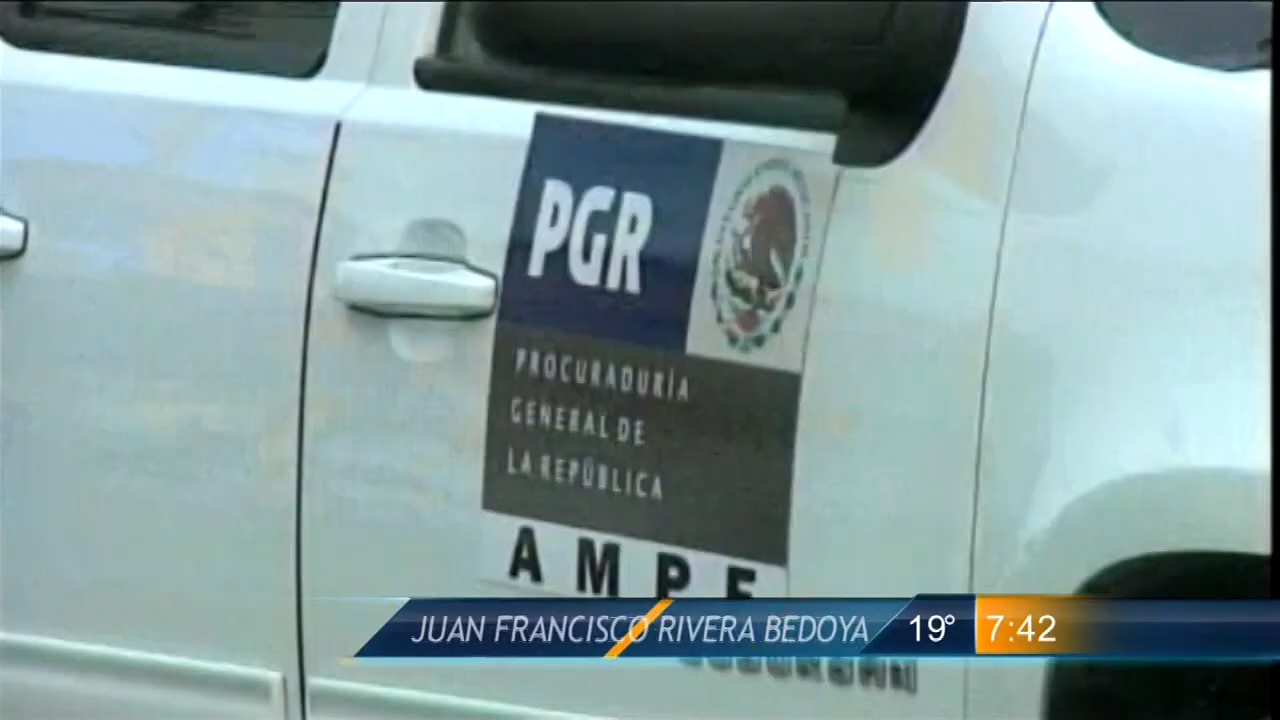 PGR
PROCURADURÍA
GENERAL DE
LA REPÚBLICA
AMPF
JUAN FRANCISCO RIVERA BEDOYA 19° 7:42